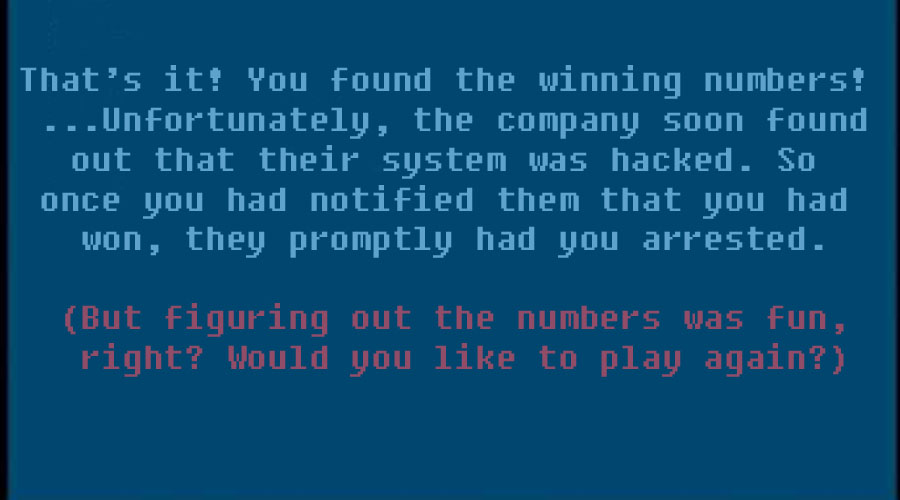 That's it! You found the winning numbers!
...Unfortunately, the company soon found
out that their system was hacked. So
once you had notified them that you had
won, they promptly had you arrested.
(But figuring out the numbers was fun,
right? Would you like to play again?)